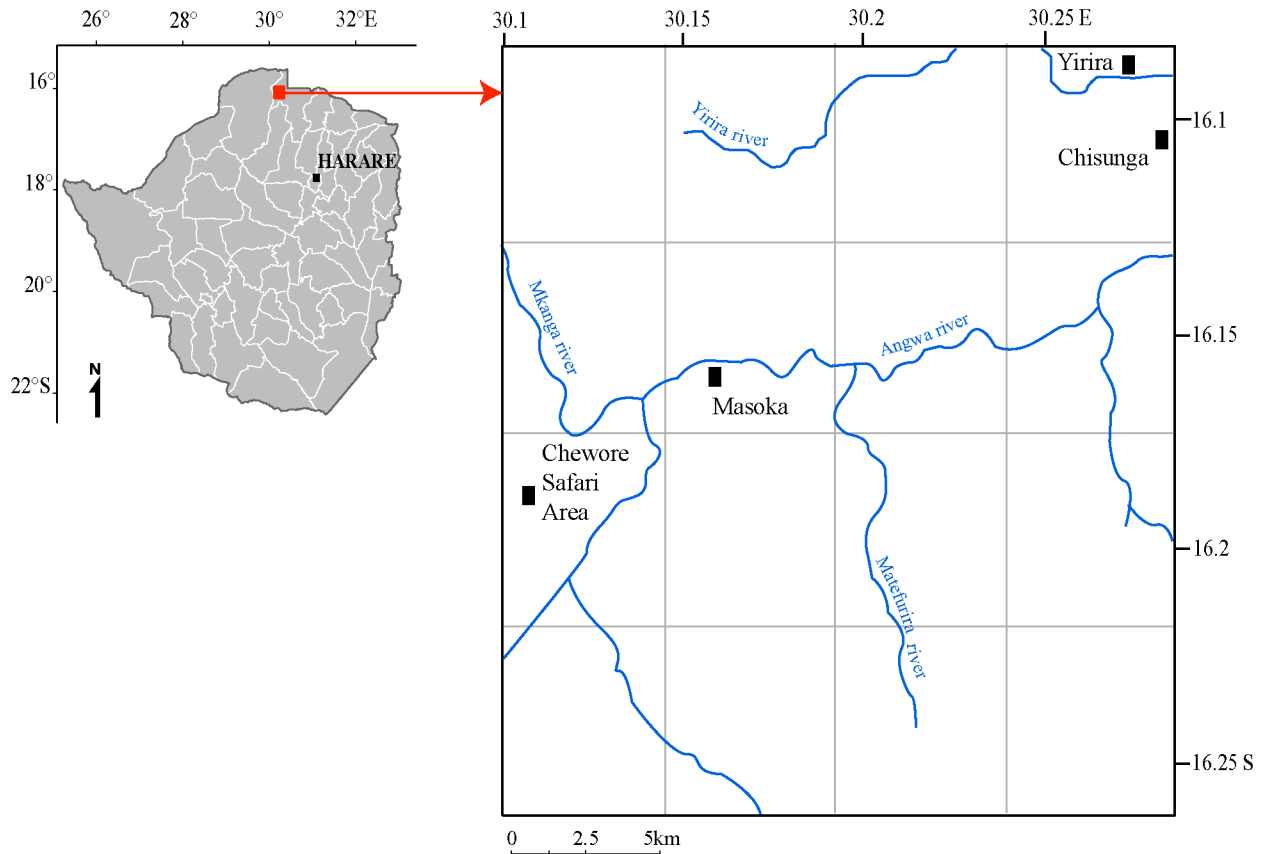 26°
28°
30°
32°E
16°
18°
20°
22°S
HARARE
N
30.1
30.15
30.2
30.25 E
16.1
16.15
16.2
16.25 S
Yirira
Yirira river
Chisunga
Mkanga river
Angwa river
Masoka
Chewore
Safari
Area
Matefurira river
0 2.5 5km